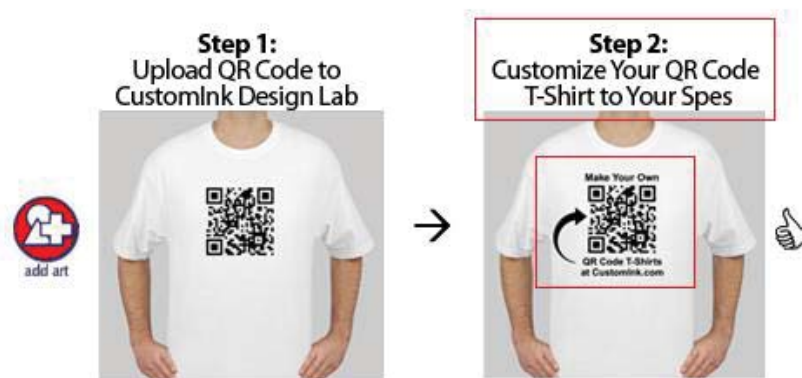 Step 1:
Upload QR Code to
CustomInk Design Lab
Step 2:
Customize Your QR Code
T-Shirt to Your Spes
add art
Make Your Own
QR Code T-Shirts
at CustomInk.com